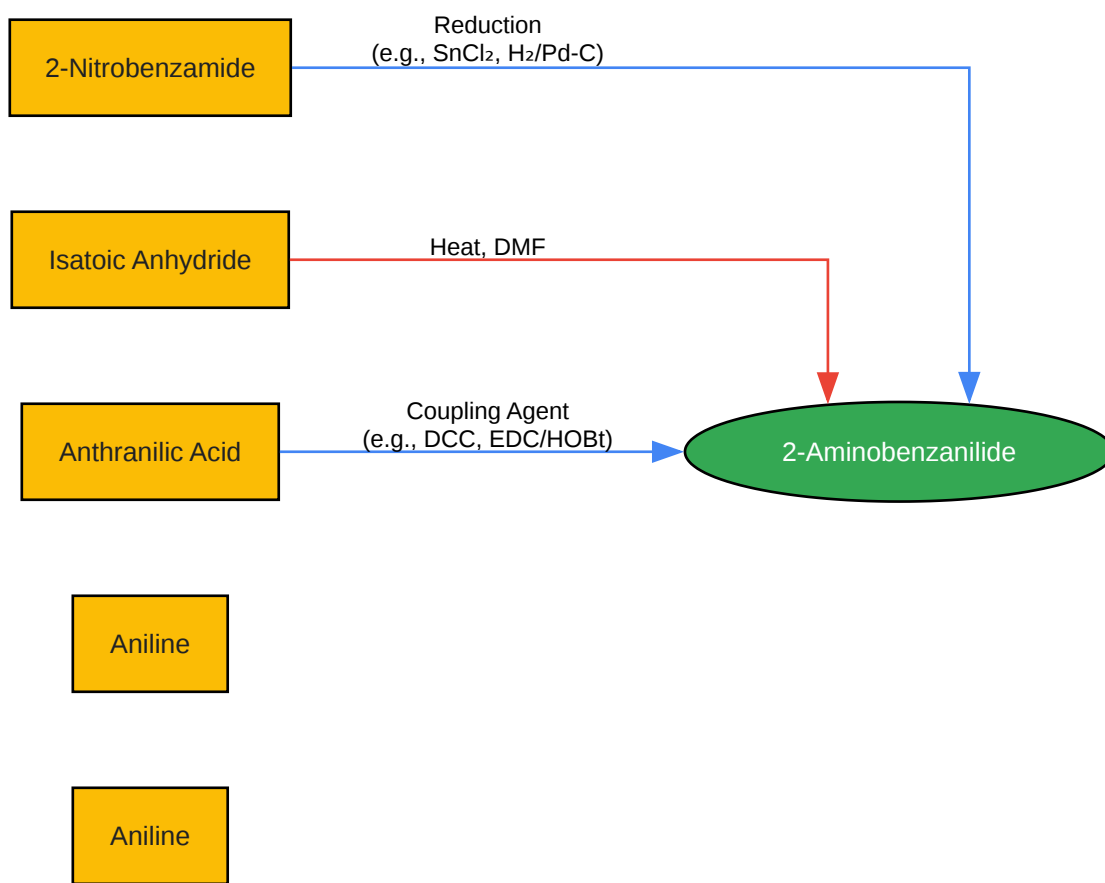 Reduction
(e.g., SnCl₂, H₂/Pd-C)
2-Nitrobenzamide
Heat, DMF
Isatoic Anhydride
Coupling Agent
(e.g., DCC, EDC/HOBt)
Anthranilic Acid
2-Aminobenzanilide
Aniline
Aniline